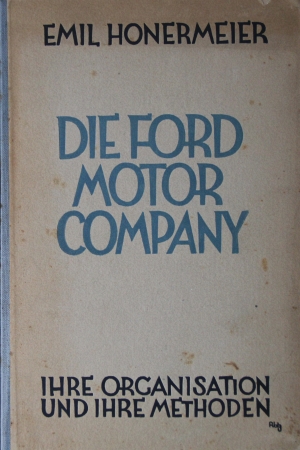 EMIL HONERMEIER
DIE FORD
MOTOR
COMPANY
IHRE ORGANISATION
UND IHRE METHODEN